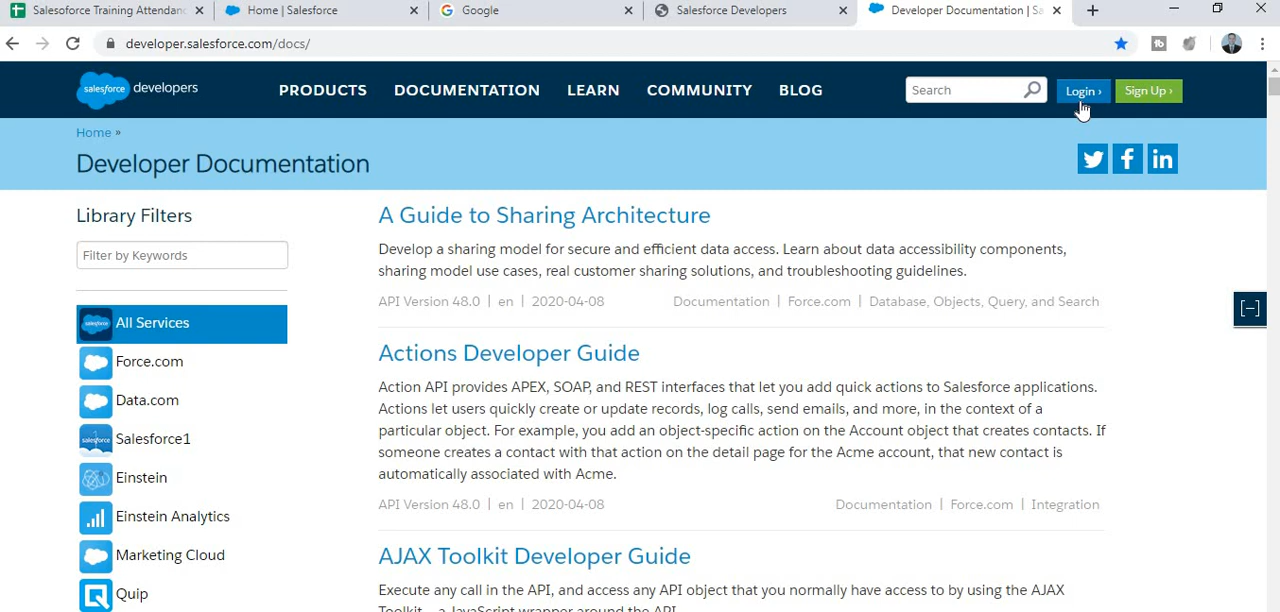 Salesoforce Training Attendanc
Home | Salesforce
Google
Salesforce Developers
Developer Documentation | Sa
developer.salesforce.com/docs/
salesforce developers
PRODUCTS DOCUMENTATION LEARN COMMUNITY BLOG
Search
Login ›
Sign Up ›
Home »
Developer Documentation
Library Filters
Filter by Keywords
All Services
Force.com
Data.com
Salesforce1
Einstein
Einstein Analytics
Marketing Cloud
Quip
A Guide to Sharing Architecture
Develop a sharing model for secure and efficient data access. Learn about data accessibility components,
sharing model use cases, real customer sharing solutions, and troubleshooting guidelines.
API Version 48.0 | en | 2020-04-08 Documentation | Force.com | Database, Objects, Query, and Search
Actions Developer Guide
Action API provides APEX, SOAP, and REST interfaces that let you add quick actions to Salesforce applications.
Actions let users quickly create or update records, log calls, send emails, and more, in the context of a
particular object. For example, you add an object-specific action on the Account object that creates contacts. If
someone creates a contact with that action on the detail page for the Acme account, that new contact is
automatically associated with Acme.
API Version 48.0 | en | 2020-04-08 Documentation | Force.com | Integration
AJAX Toolkit Developer Guide
Execute any call in the API, and access any API object that you normally have access to by using the AJAX
Toolkit—a JavaScript wrapper around the API.